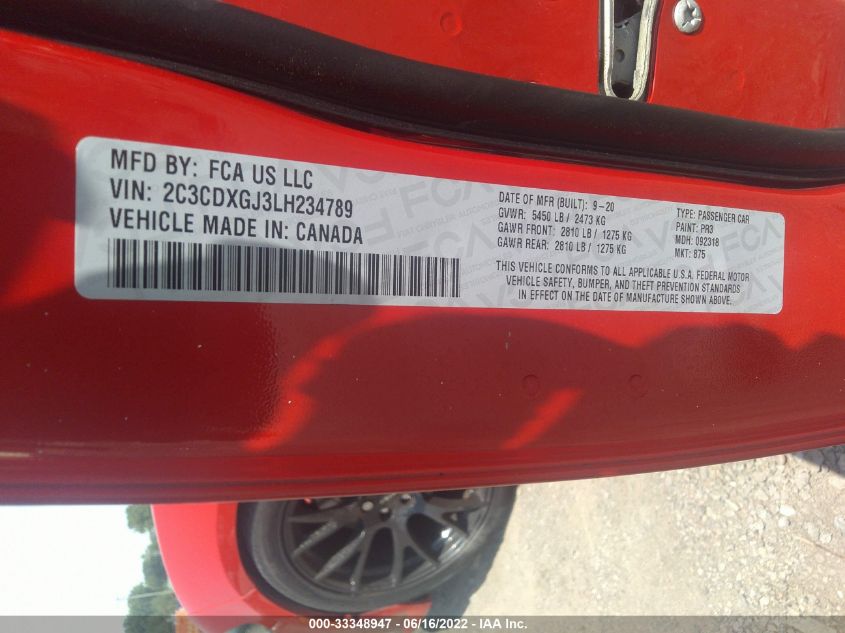 MFD BY: FCA US LLC
VIN: 2C3CDXGJ3LH234789
VEHICLE MADE IN: CANADA
DATE OF MFR (BUILT): 9-20
GVWR: 5450 LB / 2473 KG
GAWR FRONT: 2810 LB / 1275 KG
GAWR REAR: 2810 LB / 1275 KG
TYPE: PASSENGER CAR
PAINT: PR3
MDH: 092318
MKT: 875
THIS VEHICLE CONFORMS TO ALL APPLICABLE U.S.A. FEDERAL MOTOR
VEHICLE SAFETY, BUMPER, AND THEFT PREVENTION STANDARDS
IN EFFECT ON THE DATE OF MANUFACTURE SHOWN ABOVE.
000-33348947 - 06/16/2022 - IAA Inc.